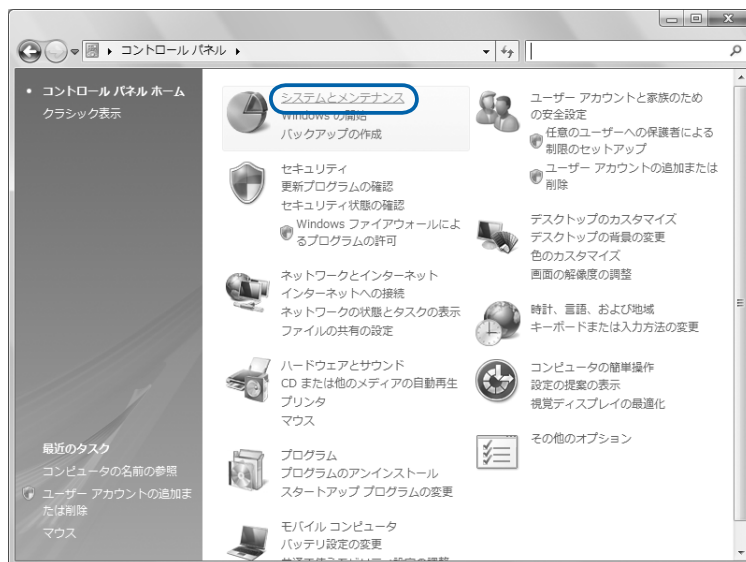 コントロール パネル
コントロール パネル ホーム
クラシック表示
システムとメンテナンス
Windows の開始
バックアップの作成
セキュリティ
更新プログラムの確認
セキュリティ状態の確認
Windows ファイアウォールによ
るプログラムの許可
ネットワークとインターネット
インターネットへの接続
ネットワークの状態とタスクの表示
ファイルの共有の設定
ハードウェアとサウンド
CD または他のメディアの自動再生
プリンタ
マウス
プログラム
プログラムのアンインストール
スタートアップ プログラムの変更
モバイル コンピュータ
バッテリ設定の変更
ユーザー アカウントと家族のため
の安全設定
任意のユーザーへの保護者による
制限のセットアップ
ユーザー アカウントの追加または
削除
デスクトップのカスタマイズ
デスクトップの背景の変更
色のカスタマイズ
画面の解像度の調整
時計、言語、および地域
キーボードまたは入力方法の変更
コンピュータの簡単操作
設定の提案の表示
視覚ディスプレイの最適化
その他のオプション
最近のタスク
コンピュータの名前の参照
ユーザー アカウントの追加ま
たは削除
マウス